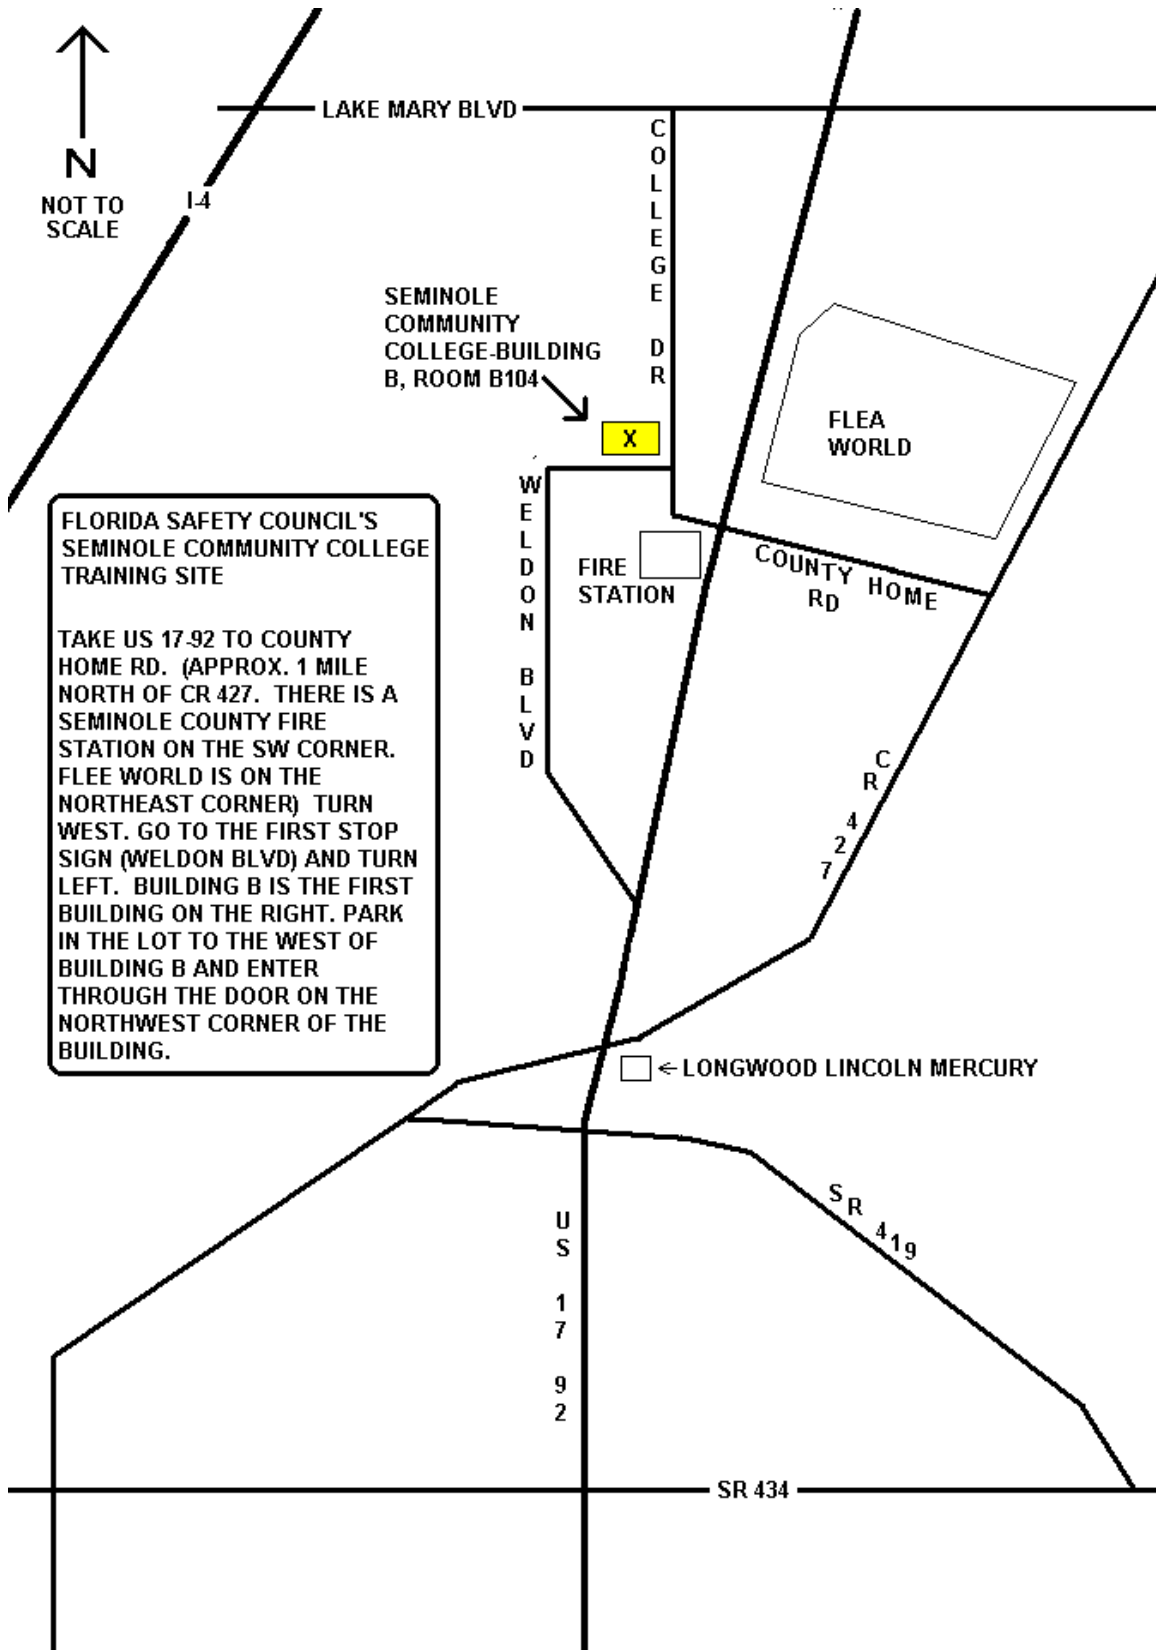 LAKE MARY BLVD
N
NOT TO
SCALE
I-4
COLLEGE DR
SEMINOLE
COMMUNITY
COLLEGE-BUILDING
B, ROOM B104
X
FLEA
WORLD
WELDON BLVD
FIRE
STATION
COUNTY HOME
RD
FLORIDA SAFETY COUNCIL'S
SEMINOLE COMMUNITY COLLEGE
TRAINING SITE
TAKE US 17-92 TO COUNTY
HOME RD. (APPROX. 1 MILE
NORTH OF CR 427. THERE IS A
SEMINOLE COUNTY FIRE
STATION ON THE SW CORNER.
FLEE WORLD IS ON THE
NORTHEAST CORNER) TURN
WEST. GO TO THE FIRST STOP
SIGN (WELDON BLVD) AND TURN
LEFT. BUILDING B IS THE FIRST
BUILDING ON THE RIGHT. PARK
IN THE LOT TO THE WEST OF
BUILDING B AND ENTER
THROUGH THE DOOR ON THE
NORTHWEST CORNER OF THE
BUILDING.
CR 427
LONGWOOD LINCOLN MERCURY
SR 419
US 17 92
SR 434